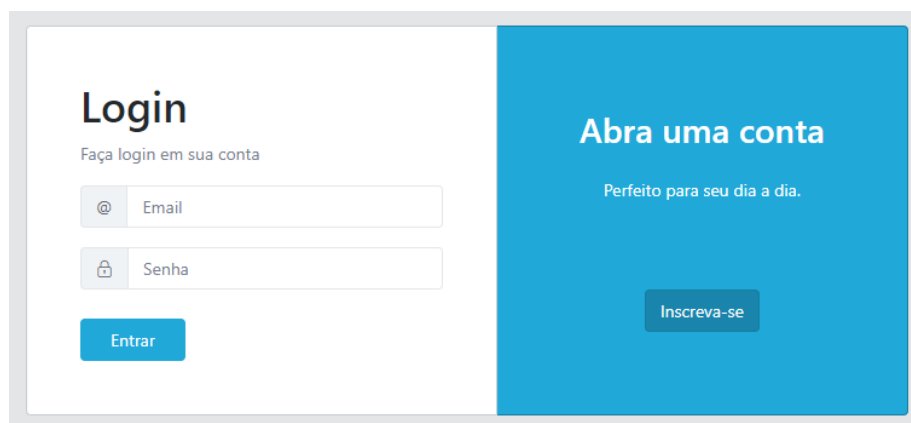 Login
Faça login em sua conta
@ Email
Senha
Entrar
Abra uma conta
Perfeito para seu dia a dia.
Inscreva-se